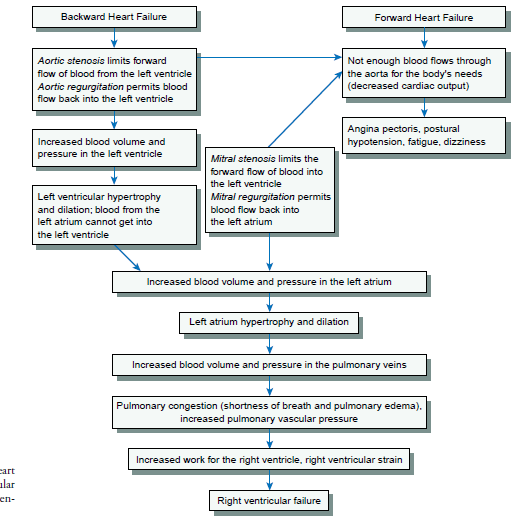 Backward Heart Failure
Forward Heart Failure
Aortic stenosis limits forward
flow of blood from the left ventricle
Aortic regurgitation permits blood
flow back into the left ventricle
Not enough blood flows through
the aorta for the body's needs
(decreased cardiac output)
Increased blood volume and
pressure in the left ventricle
Angina pectoris, postural
hypotension, fatigue, dizziness
Mitral stenosis limits the
forward flow of blood into
the left ventricle
Mitral regurgitation permits
blood flow back into
the left atrium
Left ventricular hypertrophy
and dilation; blood from the
left atrium cannot get into
the left ventricle
Increased blood volume and pressure in the left atrium
Left atrium hypertrophy and dilation
Increased blood volume and pressure in the pulmonary veins
Pulmonary congestion (shortness of breath and pulmonary edema),
increased pulmonary vascular pressure
Increased work for the right ventricle, right ventricular strain
Right ventricular failure
eart
ular
en-